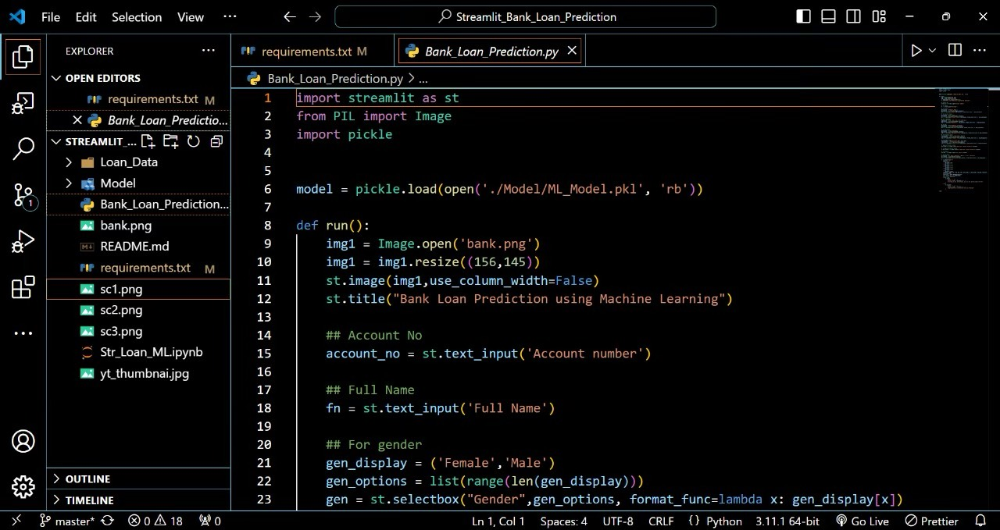 File Edit Selection View ... Streamlit_Bank_Loan_Prediction
EXPLORER ...
OPEN EDITORS
requirements.txt M
Bank_Loan_Predictio...
STREAMLIT_...
Loan_Data
Model
Bank_Loan_Prediction...
bank.png
README.md
requirements.txt M
sc1.png
sc2.png
sc3.png
Str_Loan_ML.ipynb
yt_thumbnai.jpg
OUTLINE
TIMELINE
1
requirements.txt M Bank_Loan_Prediction.py
Bank_Loan_Prediction.py > ...
1 import streamlit as st
2 from PIL import Image
3 import pickle
4
5
6 model = pickle.load(open('./Model/ML_Model.pkl', 'rb'))
7
8 def run():
9 img1 = Image.open('bank.png')
10 img1 = img1.resize((156,145))
11 st.image(img1,use_column_width=False)
12 st.title("Bank Loan Prediction using Machine Learning")
13
14 ## Account No
15 account_no = st.text_input('Account number')
16
17 ## Full Name
18 fn = st.text_input('Full Name')
19
20 ## For gender
21 gen_display = ('Female','Male')
22 gen_options = list(range(len(gen_display)))
23 gen = st.selectbox("Gender",gen_options, format_func=lambda x: gen_display[x])
master* 0 18 0 Ln 1, Col 1 Spaces: 4 UTF-8 CRLF {} Python 3.11.1 64-bit Go Live Prettier